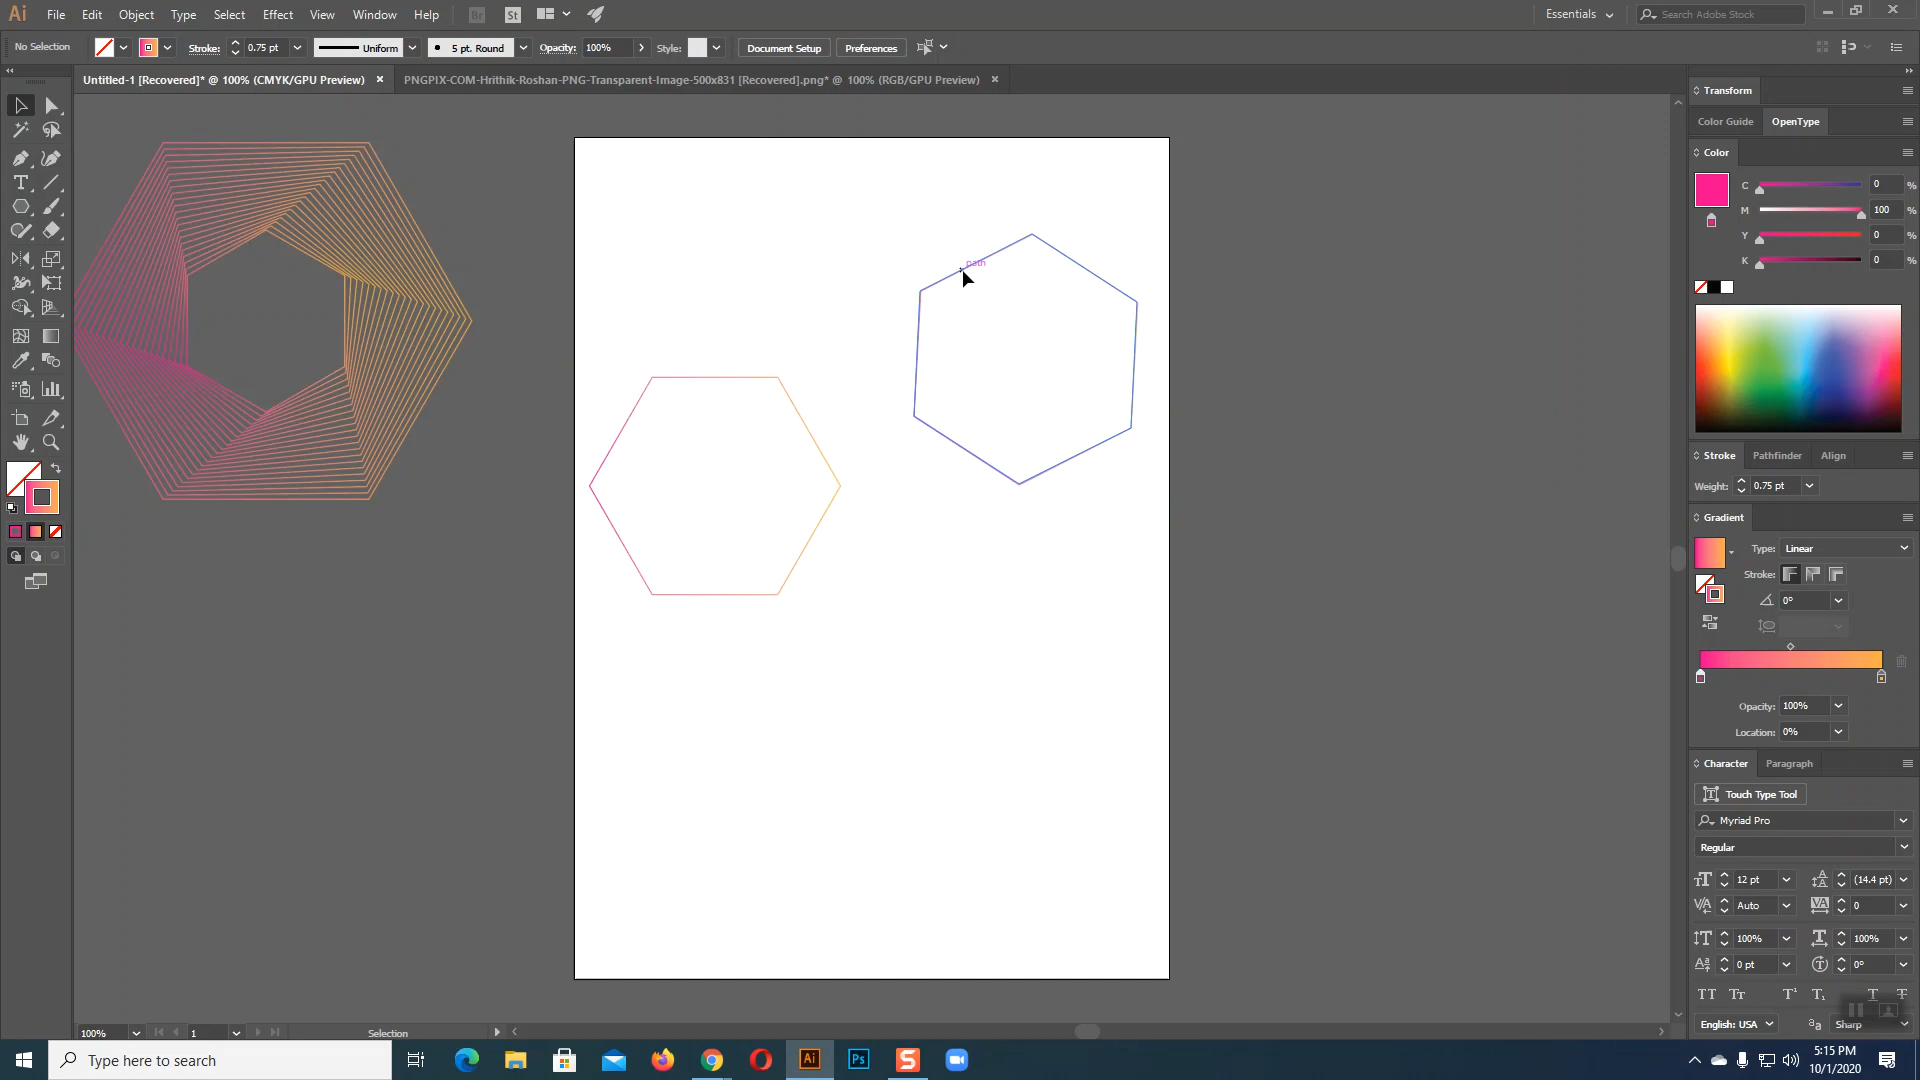 Ai File Edit Object Type Select Effect View Window Help Br St Essentials Search Adobe Stock
No Selection Stroke: 0.75 pt Uniform 5 pt. Round Opacity: 100% Style: Document Setup Preferences
Untitled-1 [Recovered]* @ 100% (CMYK/GPU Preview) × PNGPIX-COM-Hrithik-Roshan-PNG-Transparent-Image-500x831 [Recovered].png* @ 100% (RGB/GPU Preview) ×
Transform
Color Guide OpenType
Color
C 0 %
M 100 %
Y 0 %
K 0 %
path
Stroke Pathfinder Align
Weight: 0.75 pt
Gradient
Type: Linear
Stroke:
0°
Opacity: 100%
Location: 0%
Character Paragraph
Touch Type Tool
Myriad Pro
Regular
12 pt (14.4 pt)
Auto 0
100% 100%
0 pt 0°
English: USA Sharp
100% 1 Selection
Type here to search Ai Ps S
5:15 PM
10/1/2020